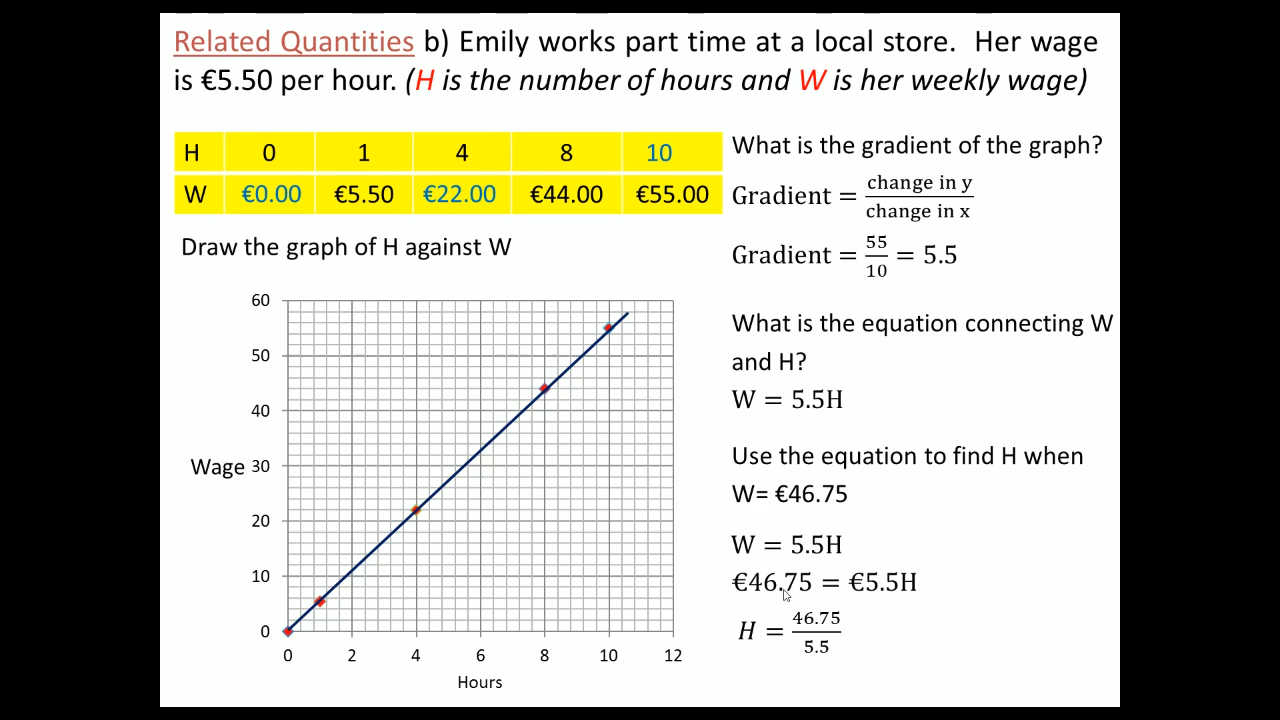 Related Quantities b) Emily works part time at a local store. Her wage
is €5.50 per hour. (H is the number of hours and W is her weekly wage)
H 0 1 4 8 10
W €0.00 €5.50 €22.00 €44.00 €55.00
Draw the graph of H against W
60
50
40
Wage 30
20
10
0
0 2 4 6 8 10 12
Hours
What is the gradient of the graph?
Gradient = change in y / change in x
Gradient = 55/10 = 5.5
What is the equation connecting W
and H?
W = 5.5H
Use the equation to find H when
W= €46.75
W = 5.5H
€46.75 = €5.5H
H = 46.75/5.5